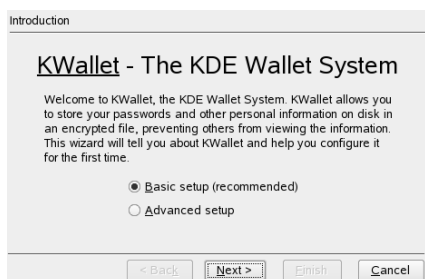 Introduction
KWallet - The KDE Wallet System
Welcome to KWallet, the KDE Wallet System. KWallet allows you
to store your passwords and other personal information on disk in
an encrypted file, preventing others from viewing the information.
This wizard will tell you about KWallet and help you configure it
for the first time.
Basic setup (recommended)
Advanced setup
< Back Next > Finish Cancel